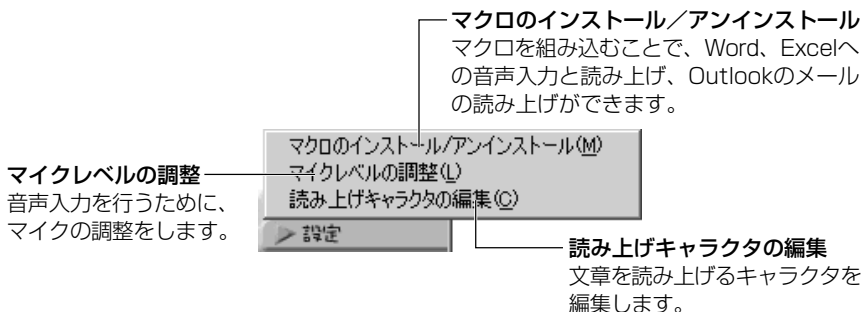 マクロのインストール／アンインストール
マクロを組み込むことで、Word、Excelへ
の音声入力と読み上げ、Outlookのメール
の読み上げができます。
マクロのインストール/アンインストール(M)
マイクレベルの調整(L)
読み上げキャラクタの編集(C)
設定
マイクレベルの調整
音声入力を行うために、
マイクの調整をします。
読み上げキャラクタの編集
文章を読み上げるキャラクタを
編集します。